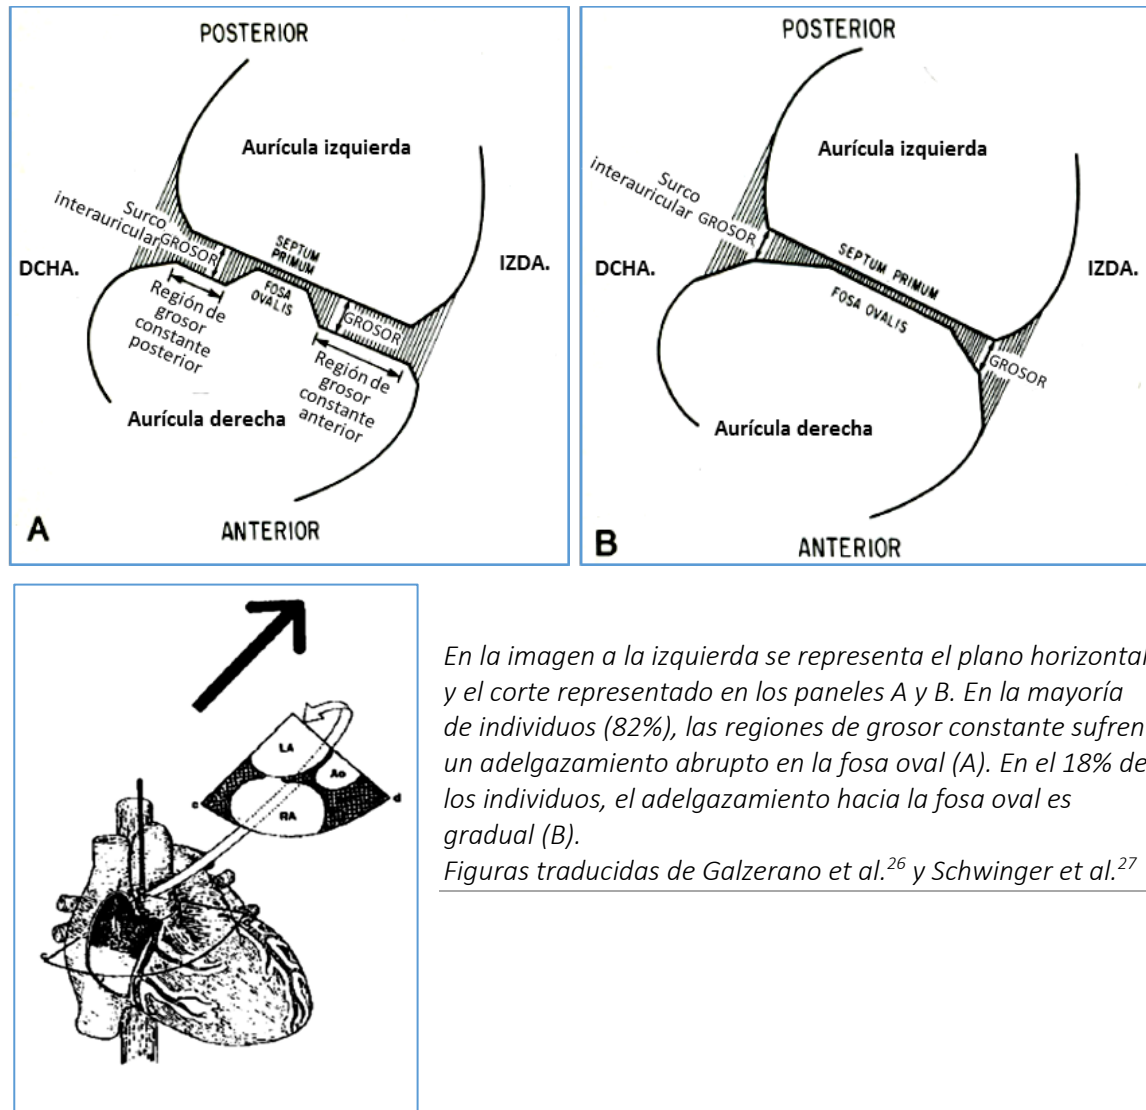 POSTERIOR
Aurícula izquierda
Surco
interauricular
GROSOR
SEPTUM
PRIMUM
FOSA
OVALIS
DCHA.
IZDA.
GROSOR
Región de
grosor
constante
posterior
Región de
grosor
constante
anterior
Aurícula derecha
A
ANTERIOR
POSTERIOR
Aurícula izquierda
Surco
interauricular GROSOR
SEPTUM PRIMUM
FOSA OVALIS
DCHA.
IZDA.
GROSOR
Aurícula derecha
B
ANTERIOR
LA
Ao
c
d
RA
c
En la imagen a la izquierda se representa el plano horizontal
y el corte representado en los paneles A y B. En la mayoría
de individuos (82%), las regiones de grosor constante sufren
un adelgazamiento abrupto en la fosa oval (A). En el 18% de
los individuos, el adelgazamiento hacia la fosa oval es
gradual (B).
Figuras traducidas de Galzerano et al.26 y Schwinger et al.27